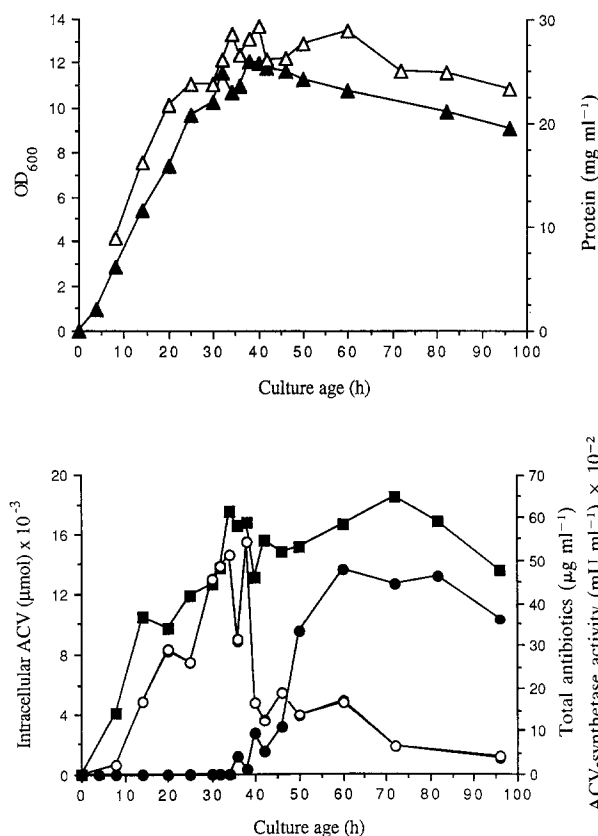 14
12
10
8
6
4
2
0
OD600
30
20
10
0
Protein (mg ml⁻¹)
0 10 20 30 40 50 60 70 80 90 100
Culture age (h)
20
16
12
8
4
0
Intracellular ACV (μmol) x 10⁻³
70
60
50
40
30
20
10
0
Total antibiotics (μg ml⁻¹)
ACV-synthetase activity (mU ml⁻¹) × 10⁻²
0 10 20 30 40 50 60 70 80 90 100
Culture age (h)